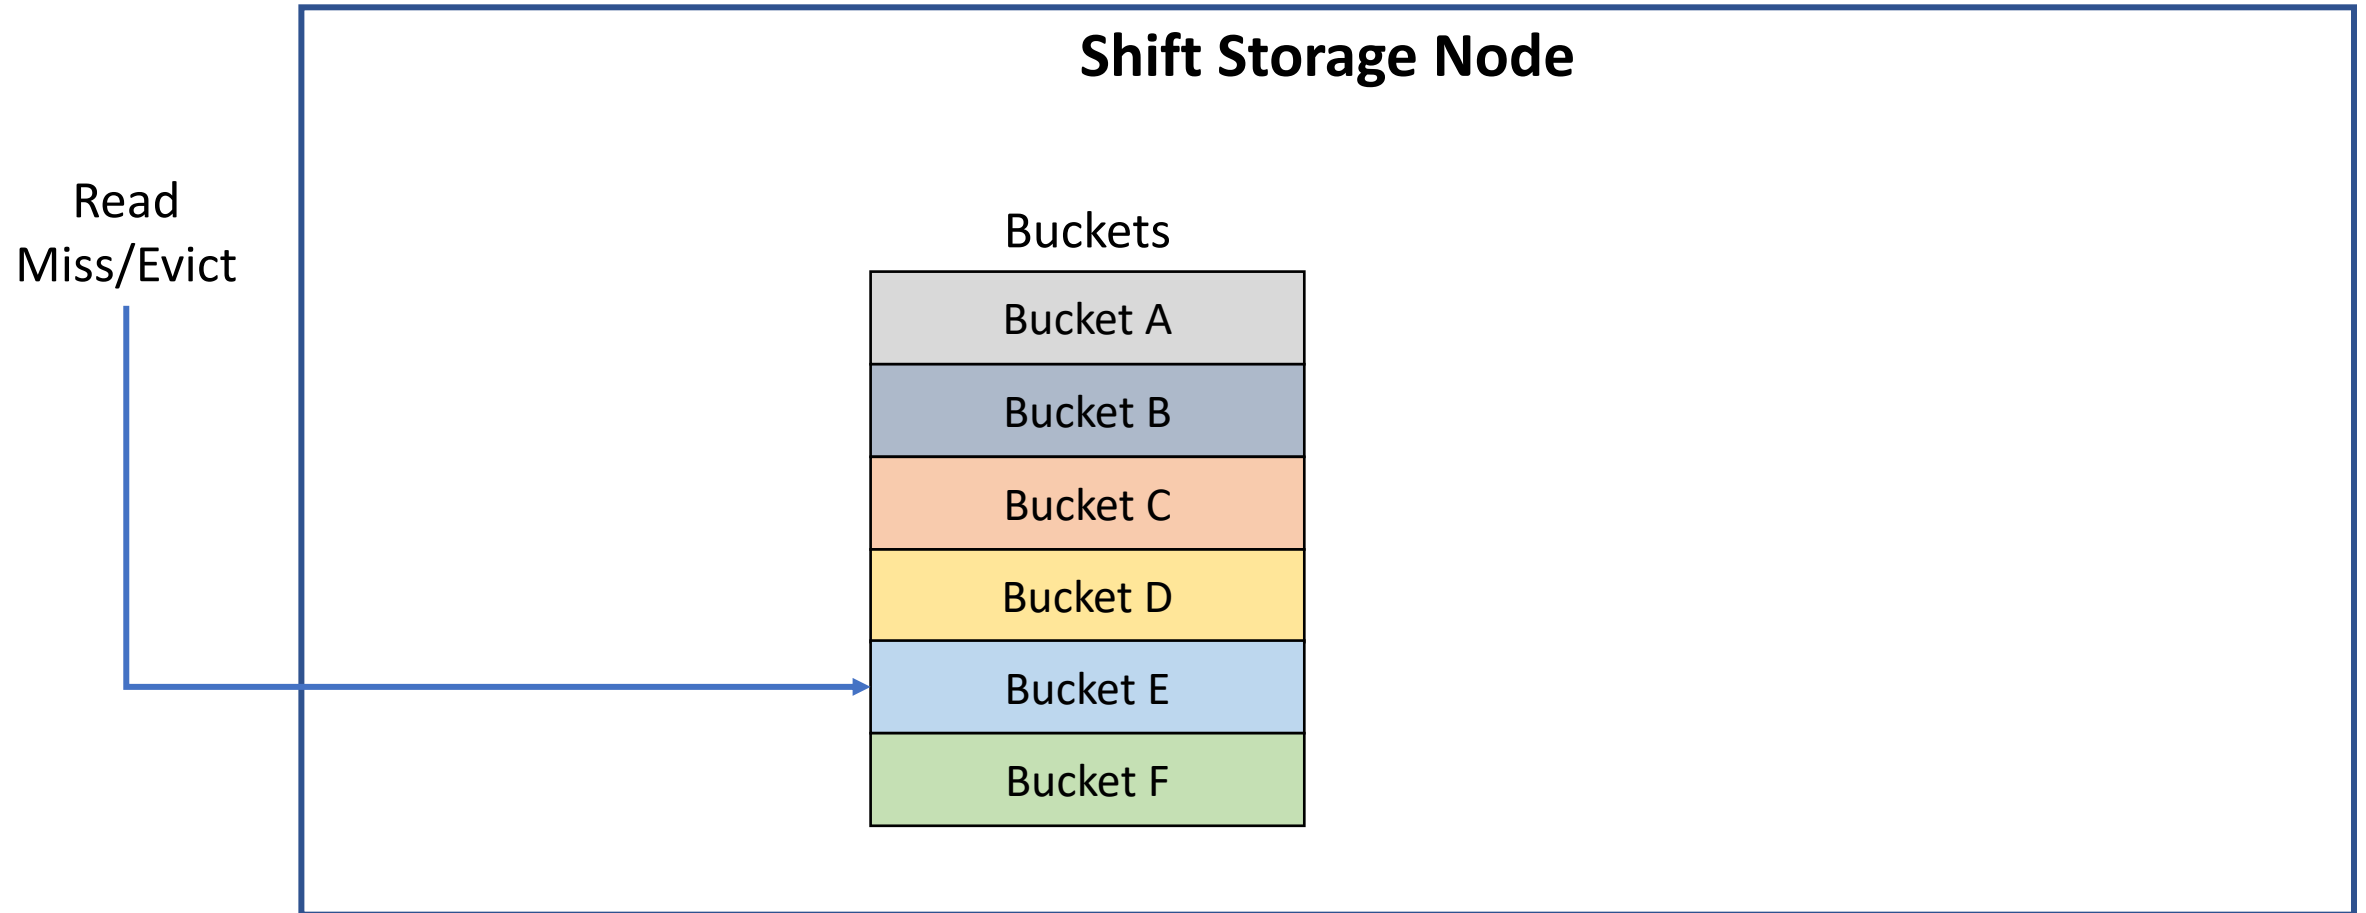 Shift Storage Node
Read
Miss/Evict
Buckets
Bucket A
Bucket B
Bucket C
Bucket D
Bucket E
Bucket F